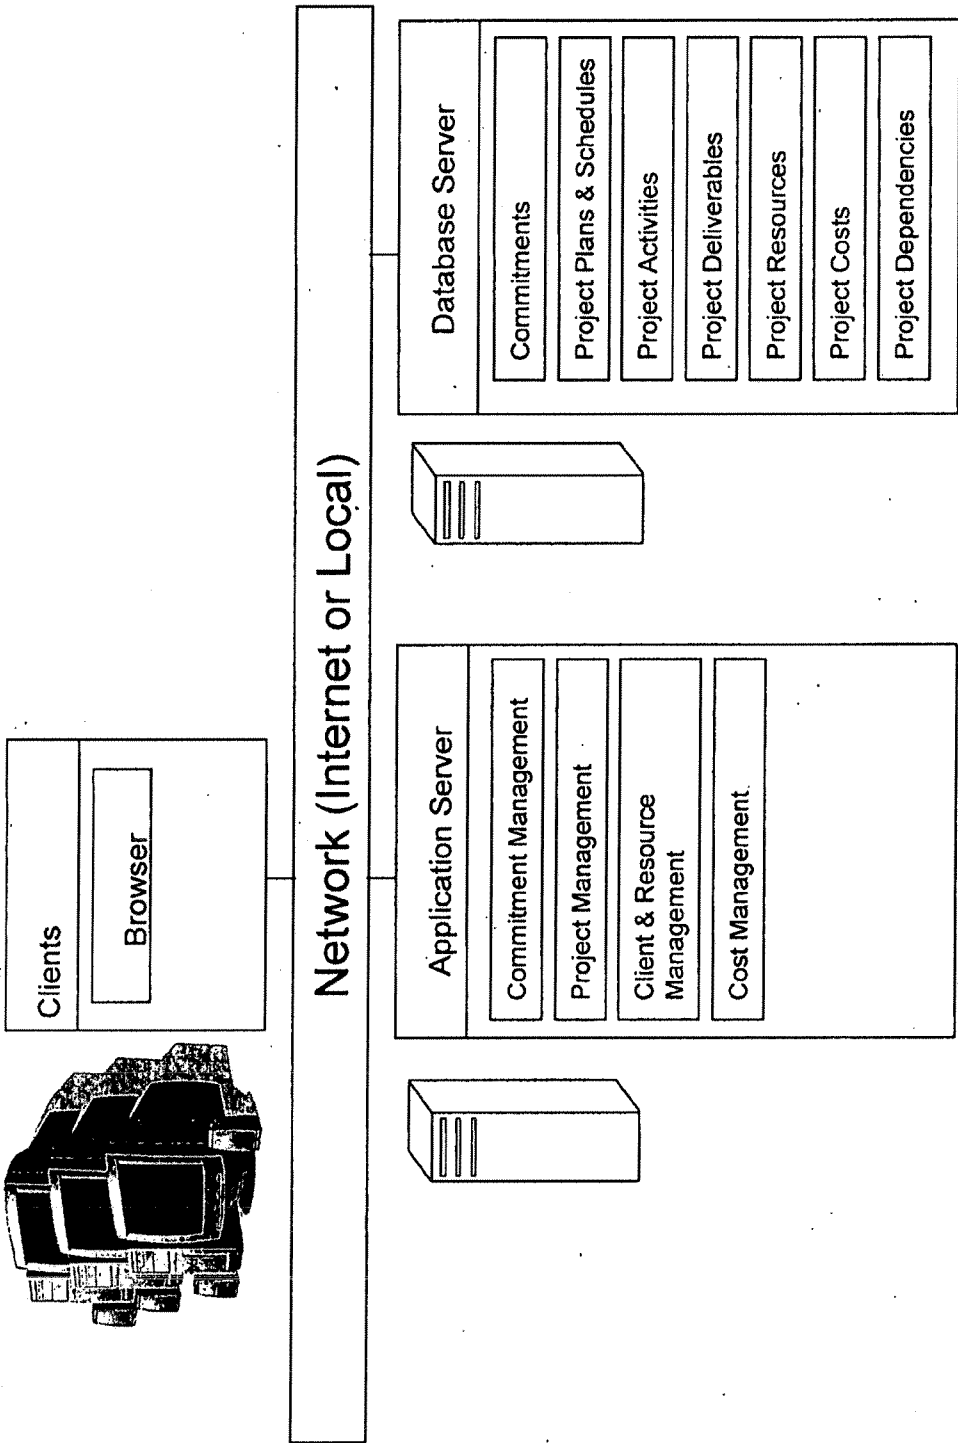 Clients
Browser
Network (Internet or Local)
Application Server
Commitment Management
Project Management
Client & Resource
Management
Cost Management
Database Server
Commitments
Project Plans & Schedules
Project Activities
Project Deliverables
Project Resources
Project Costs
Project Dependencies